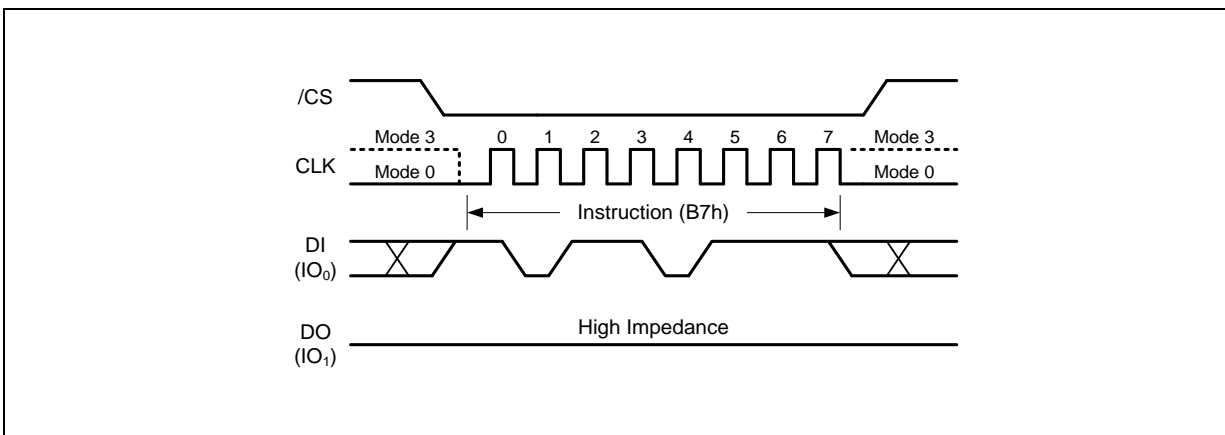 /CS
Mode 3 0 1 2 3 4 5 6 7 Mode 3
CLK
Mode 0 Mode 0
Instruction (B7h)
DI
(IO₀)
High Impedance
DO
(IO₁)